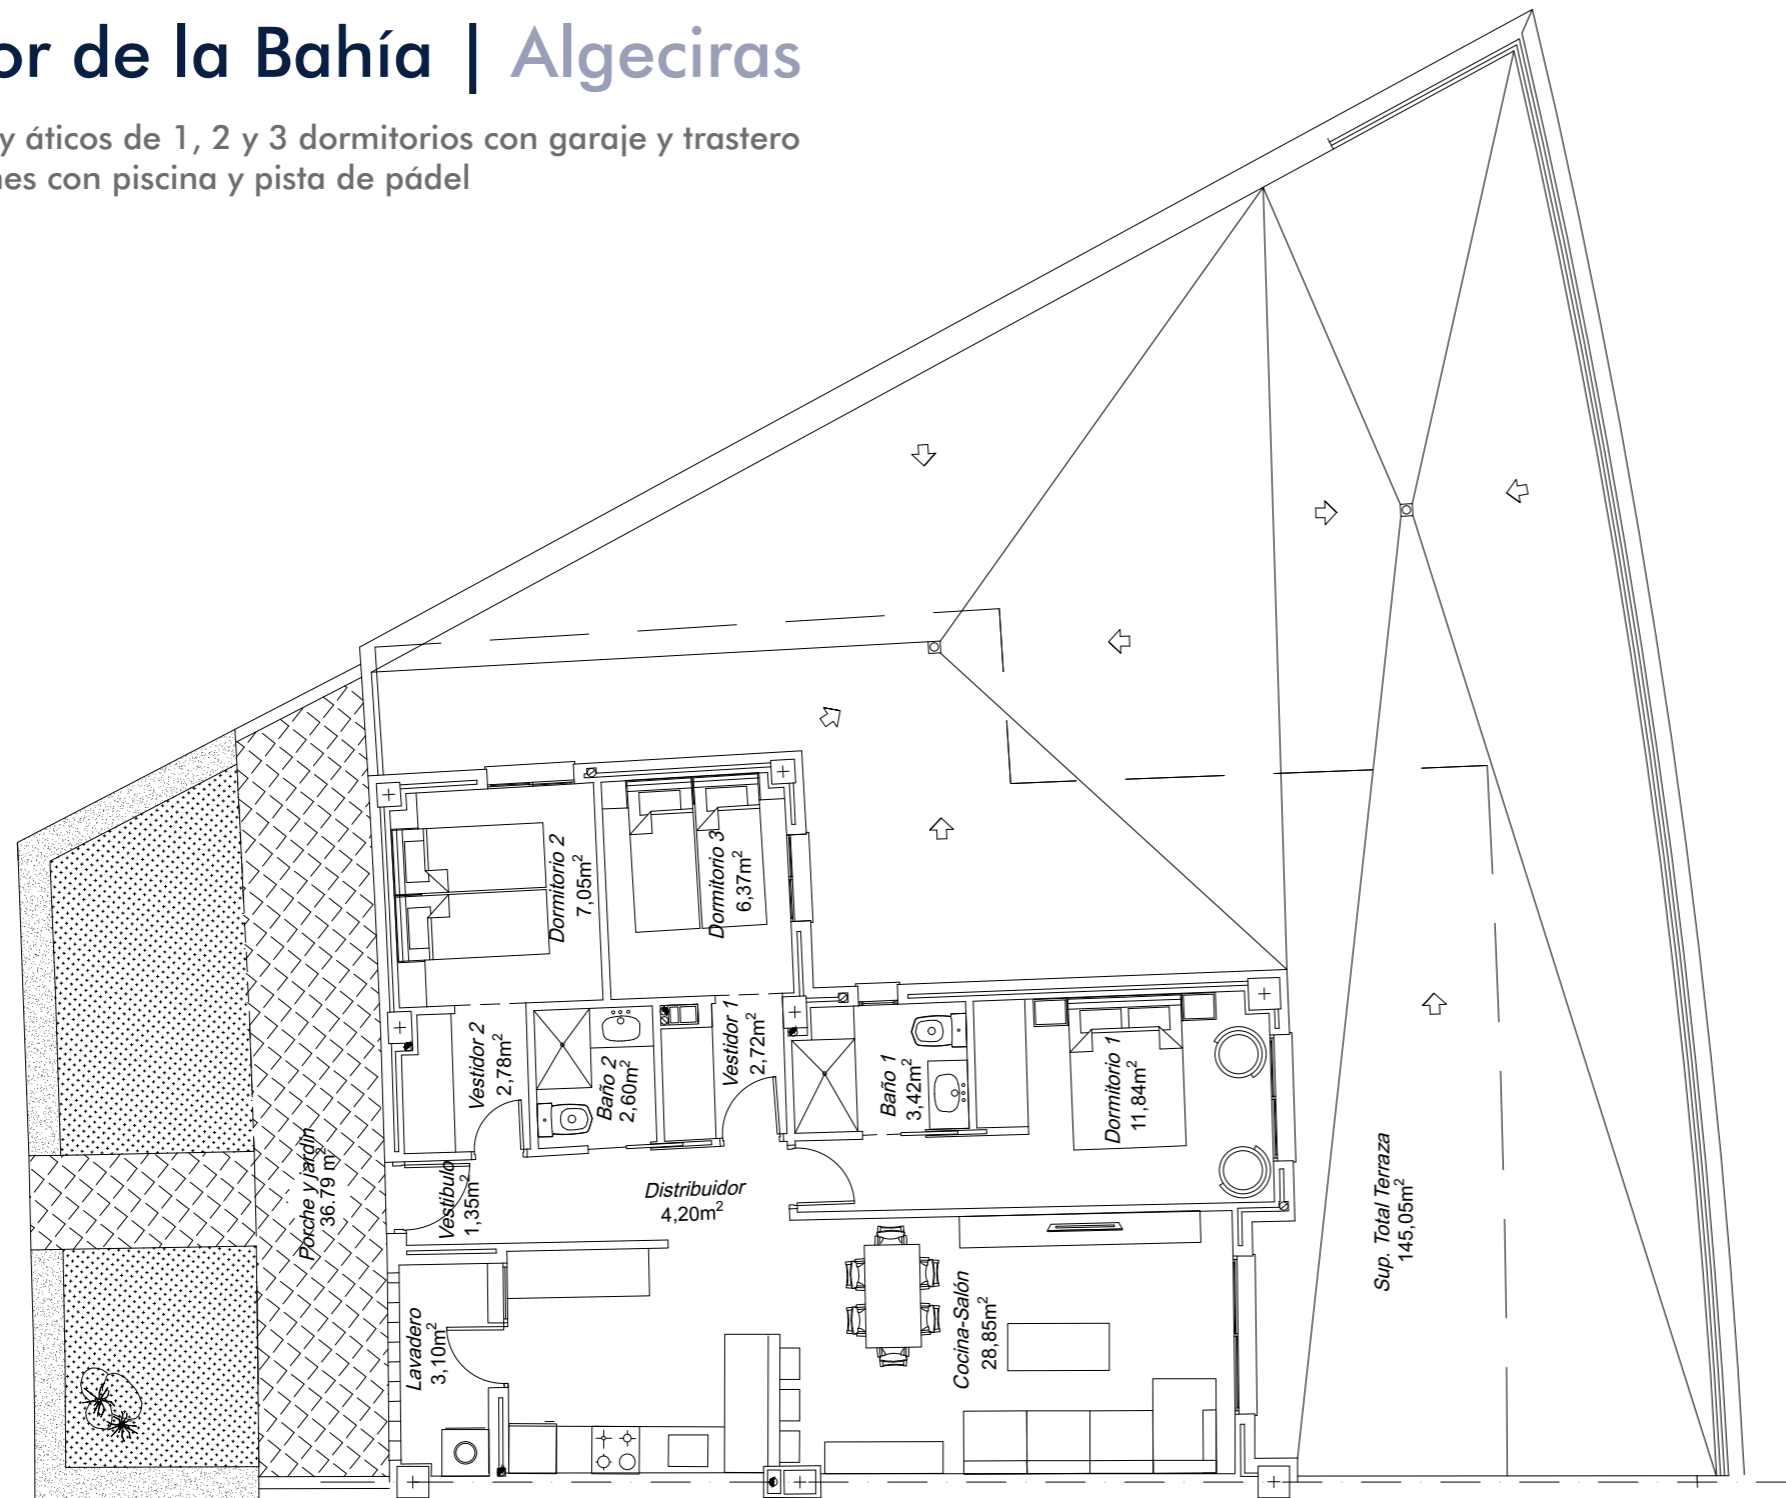 or de la Bahía | Algeciras
y áticos de 1, 2 y 3 dormitorios con garaje y trastero
nes con piscina y pista de pádel
Dormitorio 2
7,05m²
Dormitorio 3
6,37m²
Vestidor 2
2,78m²
Baño 2
2,60m²
Vestidor 1
2,72m²
Baño 1
3,42m²
Dormitorio 1
11,84m²
Porche y jardín
36.79 m²
Vestibulo
1,35m²
Distribuidor
4,20m²
Sup. Total Terraza
145,05m²
Lavadero
3,10m²
Cocina-Salón
28,85m²